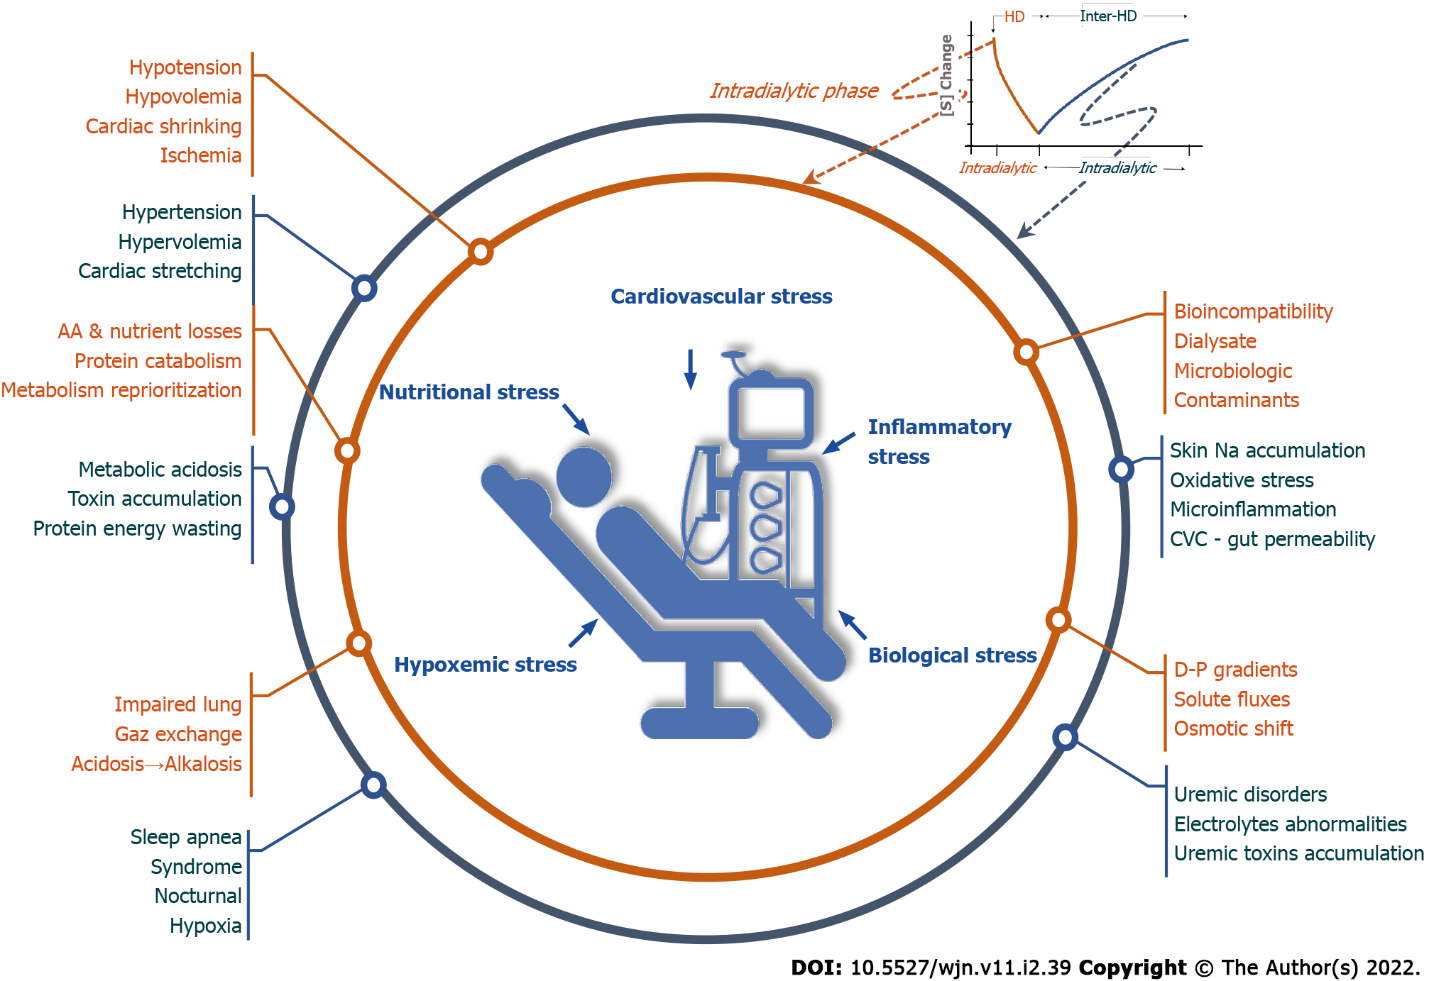 HD
Inter-HD
[S] Change
Intradialytic phase
Intradialytic
Intradialytic
Hypotension
Hypovolemia
Cardiac shrinking
Ischemia
Hypertension
Hypervolemia
Cardiac stretching
AA & nutrient losses
Protein catabolism
Metabolism reprioritization
Metabolic acidosis
Toxin accumulation
Protein energy wasting
Impaired lung
Gaz exchange
Acidosis→Alkalosis
Sleep apnea
Syndrome
Nocturnal
Hypoxia
Cardiovascular stress
Nutritional stress
Inflammatory
stress
Hypoxemic stress
Biological stress
Bioincompatibility
Dialysate
Microbiologic
Contaminants
Skin Na accumulation
Oxidative stress
Microinflammation
CVC - gut permeability
D-P gradients
Solute fluxes
Osmotic shift
Uremic disorders
Electrolytes abnormalities
Uremic toxins accumulation
DOI: 10.5527/wjn.v11.i2.39 Copyright © The Author(s) 2022.